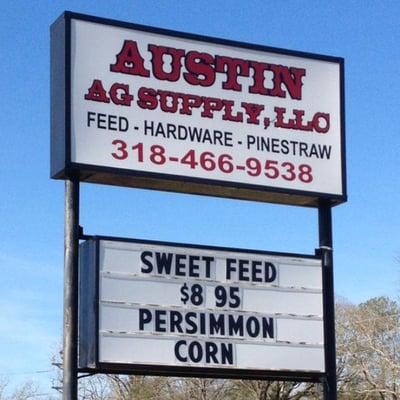 AUSTIN
AG SUPPLY, LLC
FEED - HARDWARE - PINESTRAW
318-466-9538
SWEET FEED
$8 95
PERSIMMON
CORN